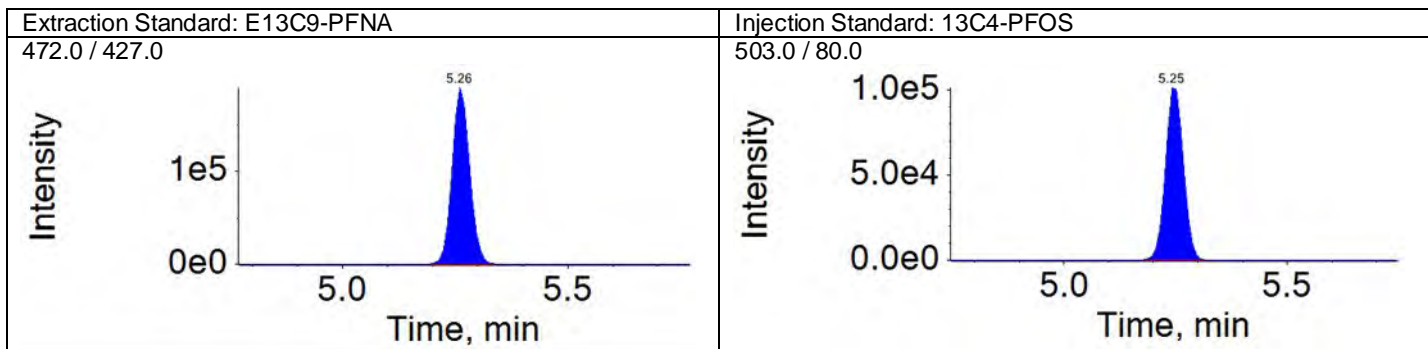 Extraction Standard: E13C9-PFNA
472.0 / 427.0
5.26
Intensity
1e5
0e0
5.0 5.5
Time, min
Injection Standard: 13C4-PFOS
503.0 / 80.0
5.25
Intensity
1.0e5
5.0e4
0.0e0
5.0 5.5
Time, min